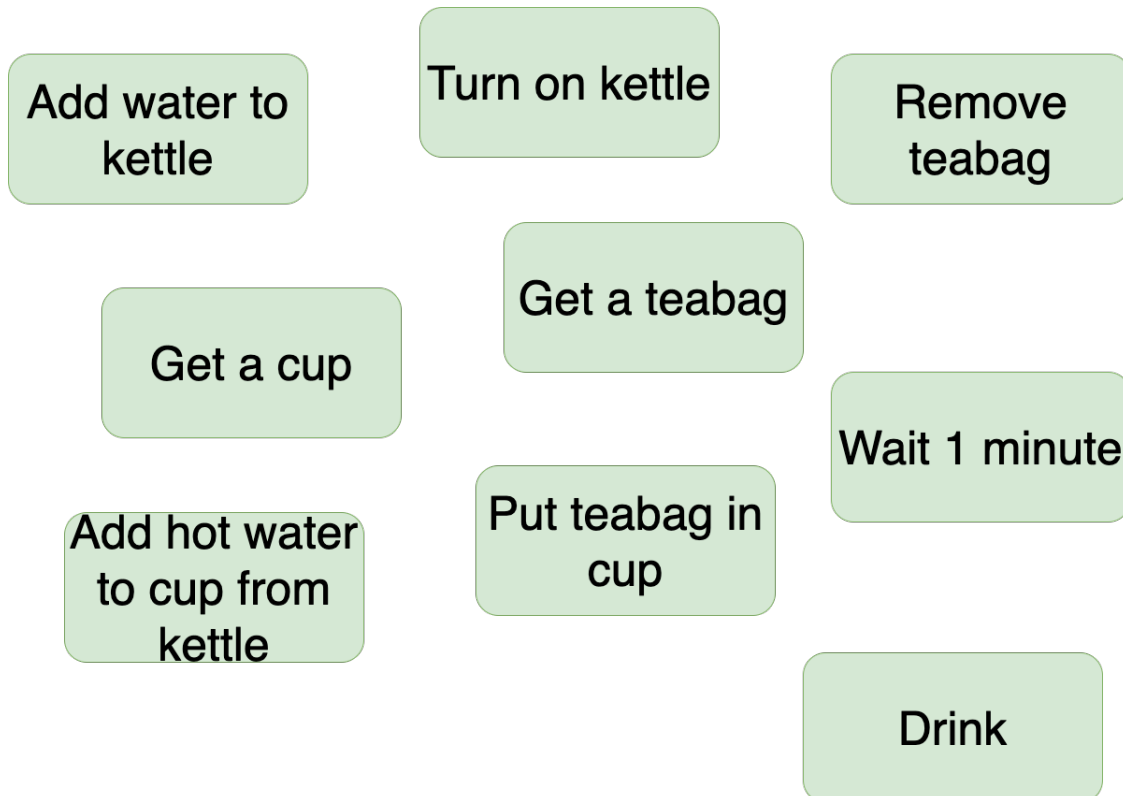 Turn on kettle
Add water to
kettle
Remove
teabag
Get a teabag
Get a cup
Wait 1 minute
Put teabag in
cup
Add hot water
to cup from
kettle
Drink